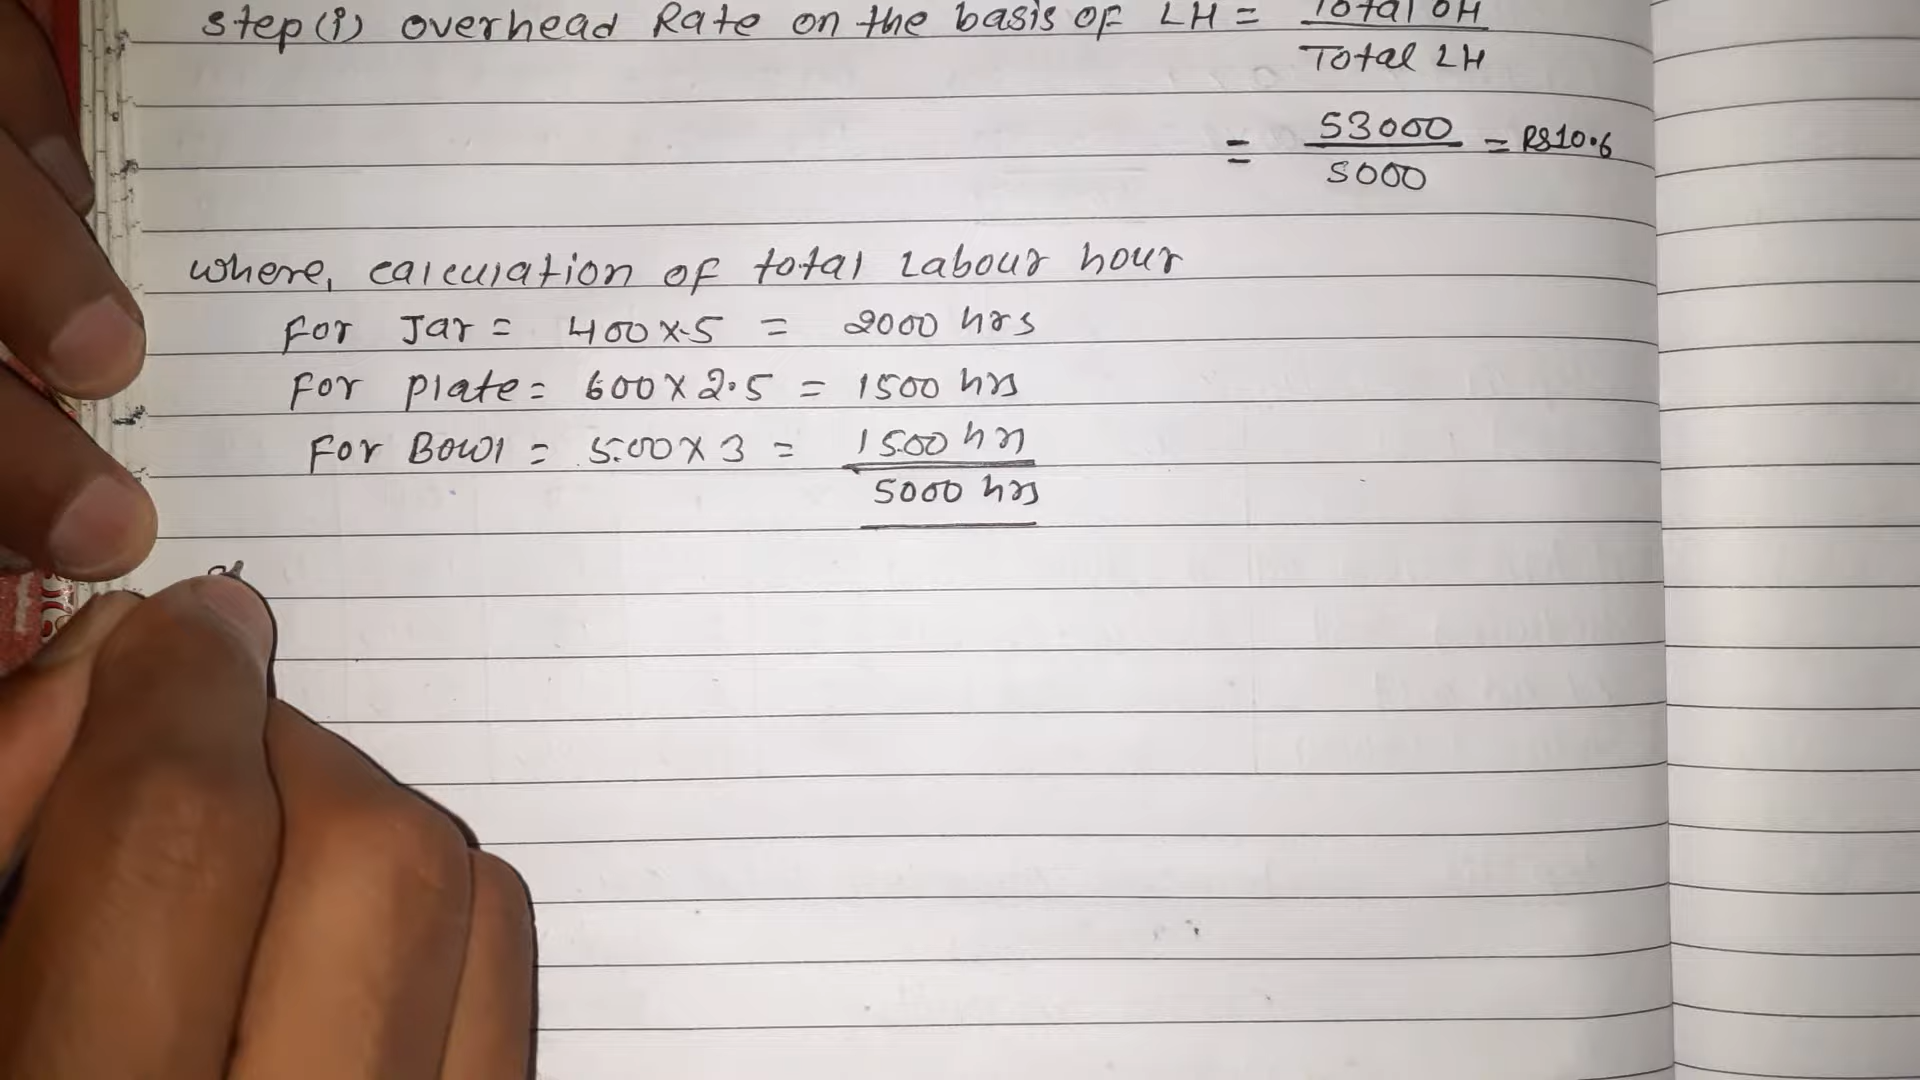 step (i) overhead Rate on the basis of LH = Total OH / Total LH
= 53000 / 5000 = RS 10.6
where, calculation of total Labour hour
For Jar = 400 x 5 = 2000 hrs
For plate = 600 x 2.5 = 1500 hrs
For Bowl = 500 x 3 = 1500 hrs
5000 hrs